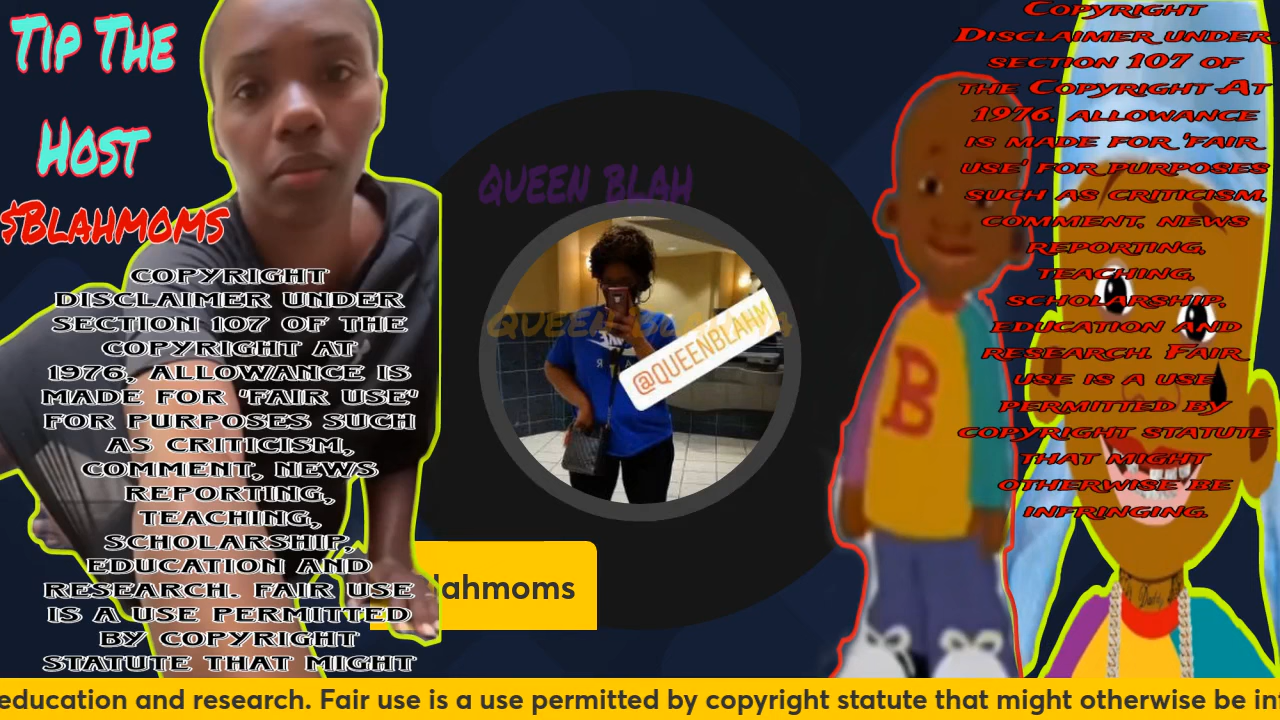 TIP THE
HOST
$BLAHMOMS
COPYRIGHT
DISCLAIMER UNDER
SECTION 107 OF THE
COPYRIGHT AT
1976, ALLOWANCE IS
MADE FOR 'FAIR USE"
FOR PURPOSES SUCH
AS CRITICISM,
COMMENT, NEWS
REPORTING,
TEACHING,
SCHOLARSHIP,
EDUCATION AND
RESEARCH. FAIR USE
IS A USE PERMITTED
BY COPYRIGHT
STATUTE THAT MIGHT
QUEEN BLAH
QUEEN
@QUEENBLAHM
lahmoms
B
COPYRIGHT
DISCLAIMER UNDER
SECTION 107 OF
THE COPYRIGHT AT
1976, ALLOWANCE
IS MADE FOR 'FAIR
USE' FOR PURPOSES
SUCH AS CRITICISM,
COMMENT, NEWS
REPORTING,
TEACHING,
SCHOLARSHIP,
EDUCATION AND
RESEARCH. FAIR
USE IS A USE
PERMITTED BY
COPYRIGHT STATUTE
THAT MIGHT
OTHERWISE BE
INFRINGING.
education and research. Fair use is a use permitted by copyright statute that might otherwise be in